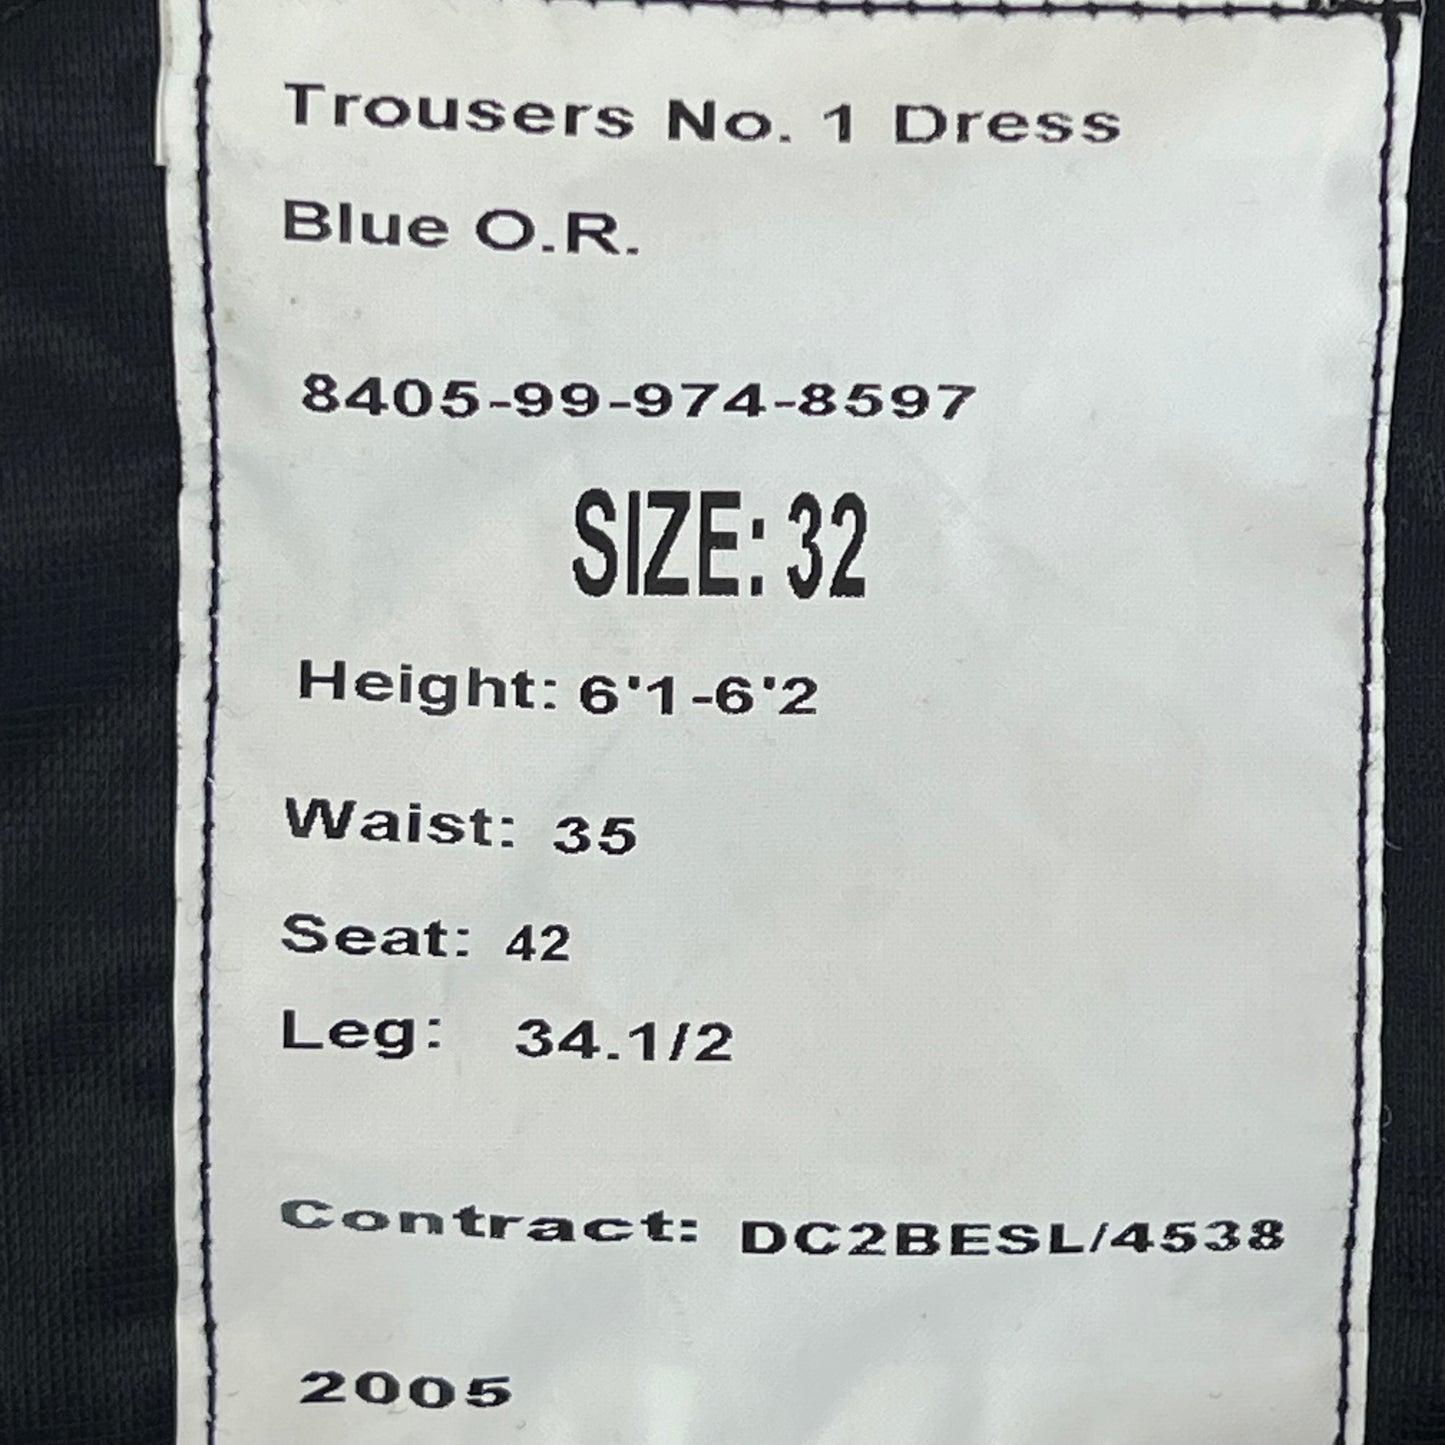 Trousers No. 1 Dress
Blue O.R.
8405-99-974-8597
SIZE: 32
Height: 6'1-6'2
Waist: 35
Seat: 42
Leg: 34.1/2
Contract: DC2BESL/4538
2005